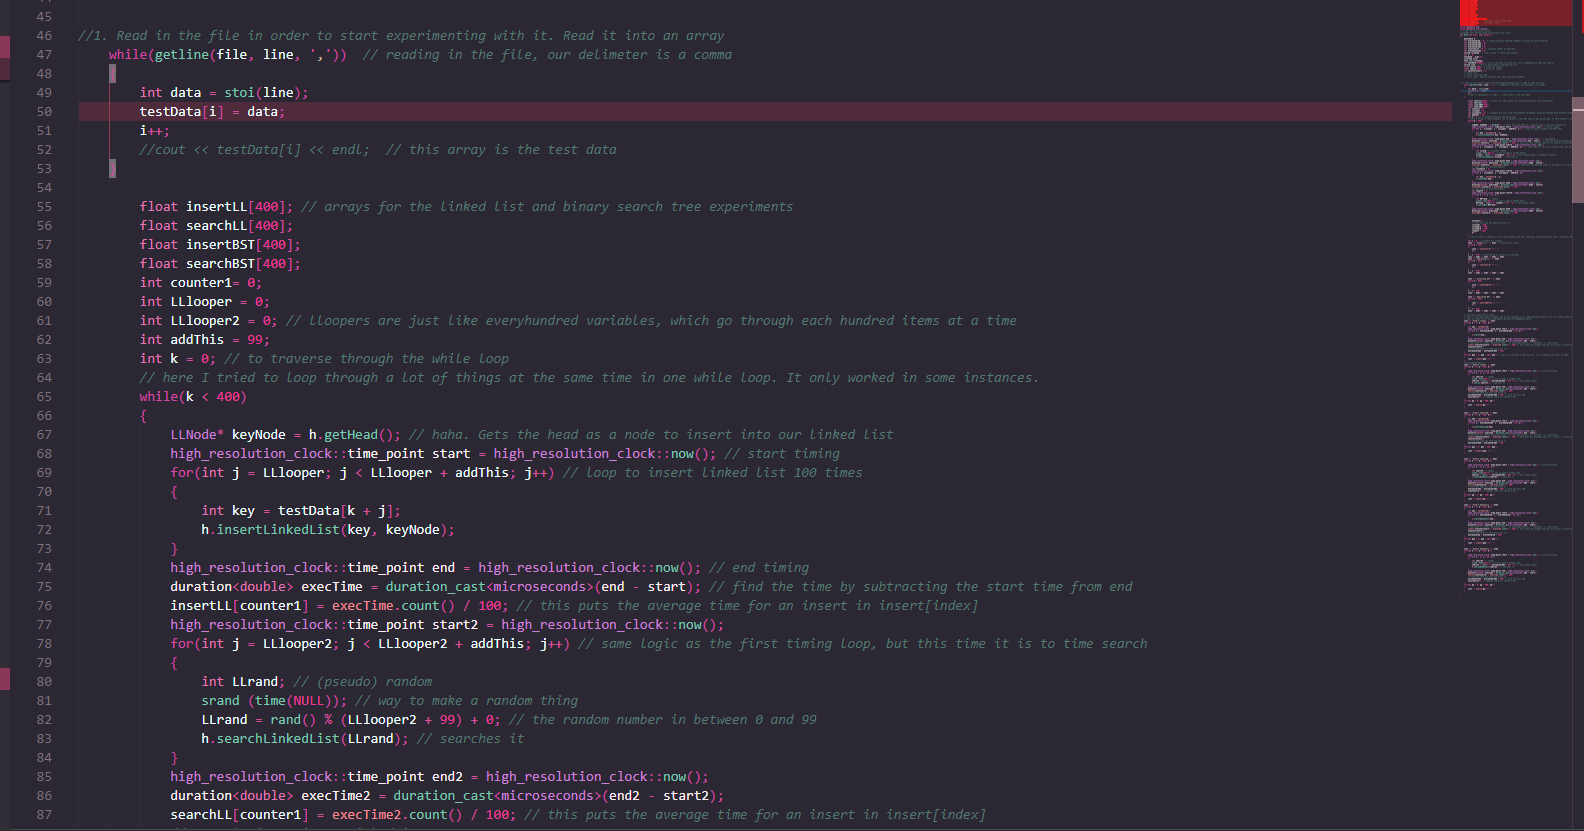 45
46 //1. Read in the file in order to start experimenting with it. Read it into an array
47 while(getline(file, line, ',')) // reading in the file, our delimeter is a comma
48 {
49 int data = stoi(line);
50 testData[i] = data;
51 i++;
52 //cout << testData[i] << endl; // this array is the test data
53 }
54
55 float insertLL[400]; // arrays for the linked list and binary search tree experiments
56 float searchLL[400];
57 float insertBST[400];
58 float searchBST[400];
59 int counter1= 0;
60 int LLlooper = 0;
61 int LLlooper2 = 0; // lloopers are just like everyhundred variables, which go through each hundred items at a time
62 int addThis = 99;
63 int k = 0; // to traverse through the while loop
64 // here I tried to loop through a lot of things at the same time in one while loop. It only worked in some instances.
65 while(k < 400)
66 {
67 LLNode* keyNode = h.getHead(); // haha. Gets the head as a node to insert into our linked list
68 high_resolution_clock::time_point start = high_resolution_clock::now(); // start timing
69 for(int j = LLlooper; j < LLlooper + addThis; j++) // loop to insert linked list 100 times
70 {
71 int key = testData[k + j];
72 h.insertLinkedList(key, keyNode);
73 }
74 high_resolution_clock::time_point end = high_resolution_clock::now(); // end timing
75 duration<double> execTime = duration_cast<microseconds>(end - start); // find the time by subtracting the start time from end
76 insertLL[counter1] = execTime.count() / 100; // this puts the average time for an insert in insert[index]
77 high_resolution_clock::time_point start2 = high_resolution_clock::now();
78 for(int j = LLlooper2; j < LLlooper2 + addThis; j++) // same logic as the first timing loop, but this time it is to time search
79 {
80 int LLrand; // (pseudo) random
81 srand (time(NULL)); // way to make a random thing
82 LLrand = rand() % (LLlooper2 + 99) + 0; // the random number in between 0 and 99
83 h.searchLinkedList(LLrand); // searches it
84 }
85 high_resolution_clock::time_point end2 = high_resolution_clock::now();
86 duration<double> execTime2 = duration_cast<microseconds>(end2 - start2);
87 searchLL[counter1] = execTime2.count() / 100; // this puts the average time for an insert in insert[index]